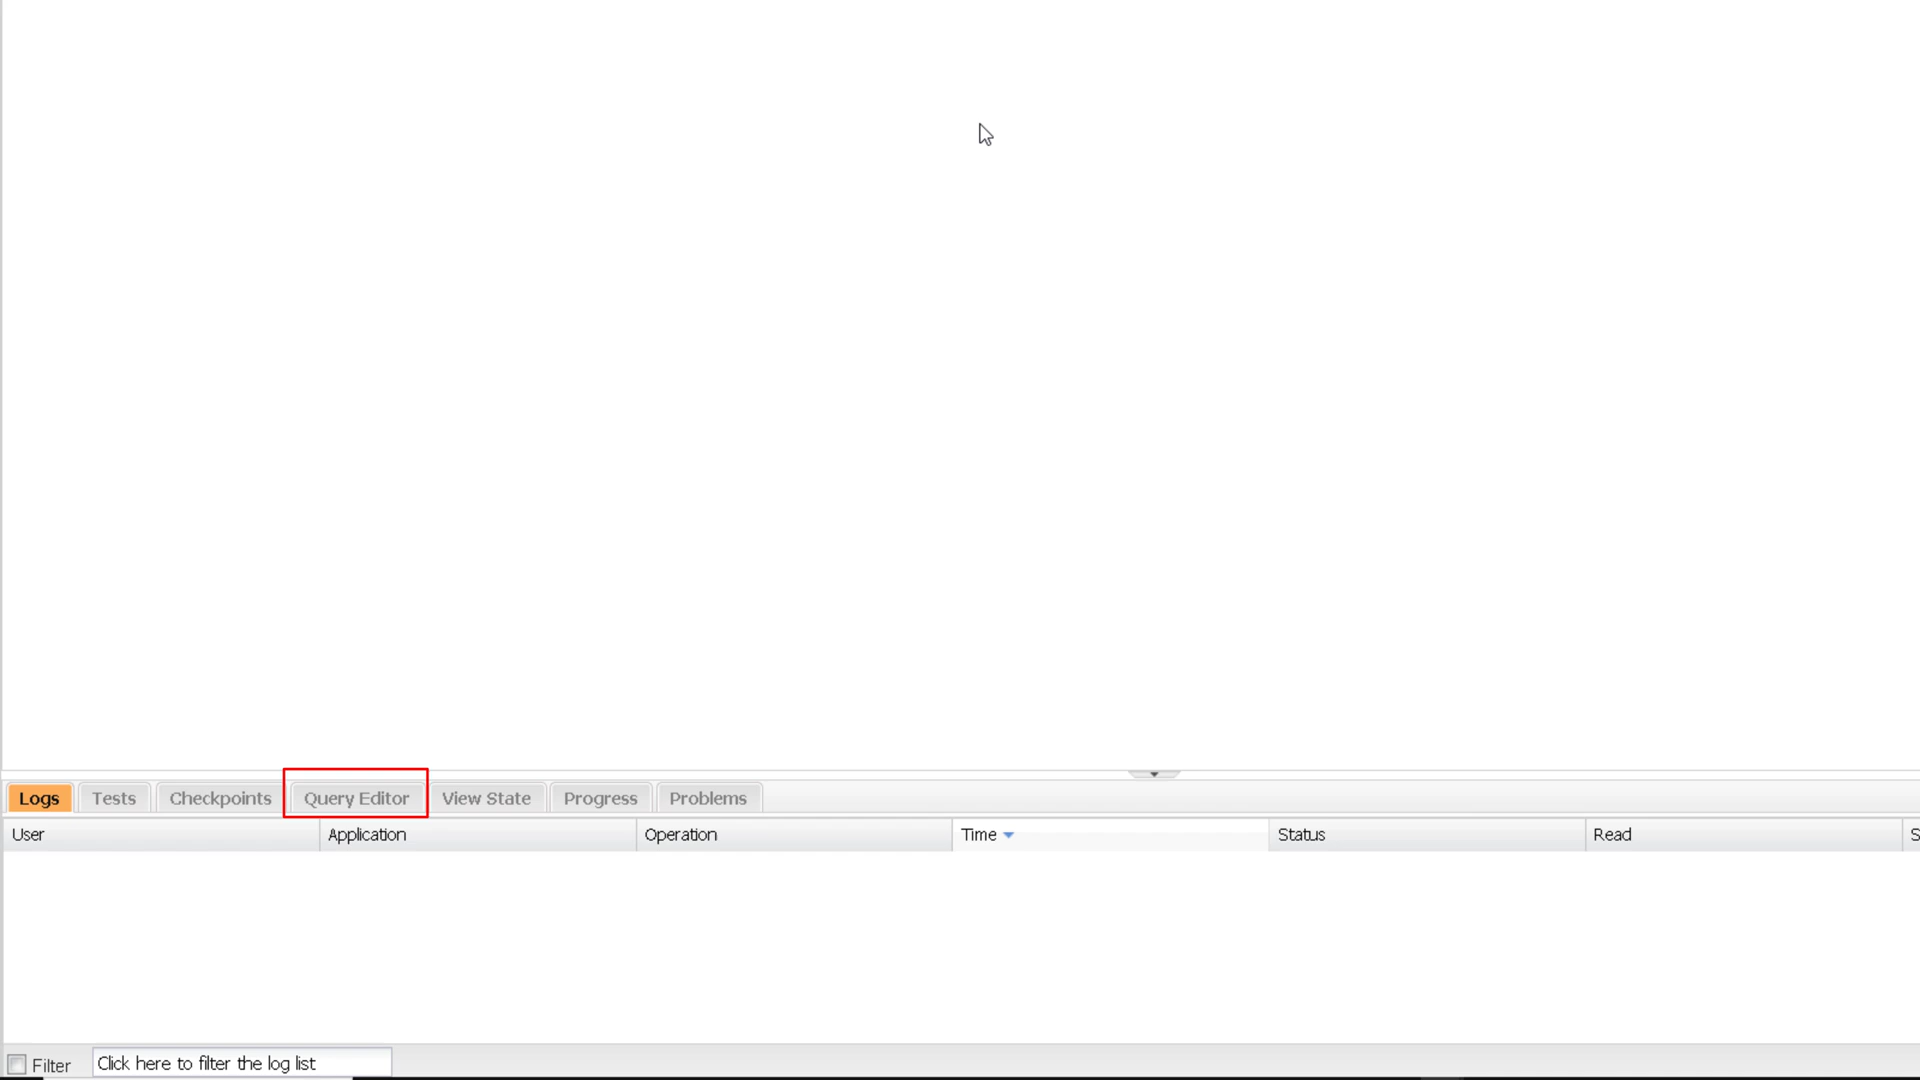 Logs Tests Checkpoints Query Editor View State Progress Problems
User Application Operation Time Status Read S
Filter Click here to filter the log list